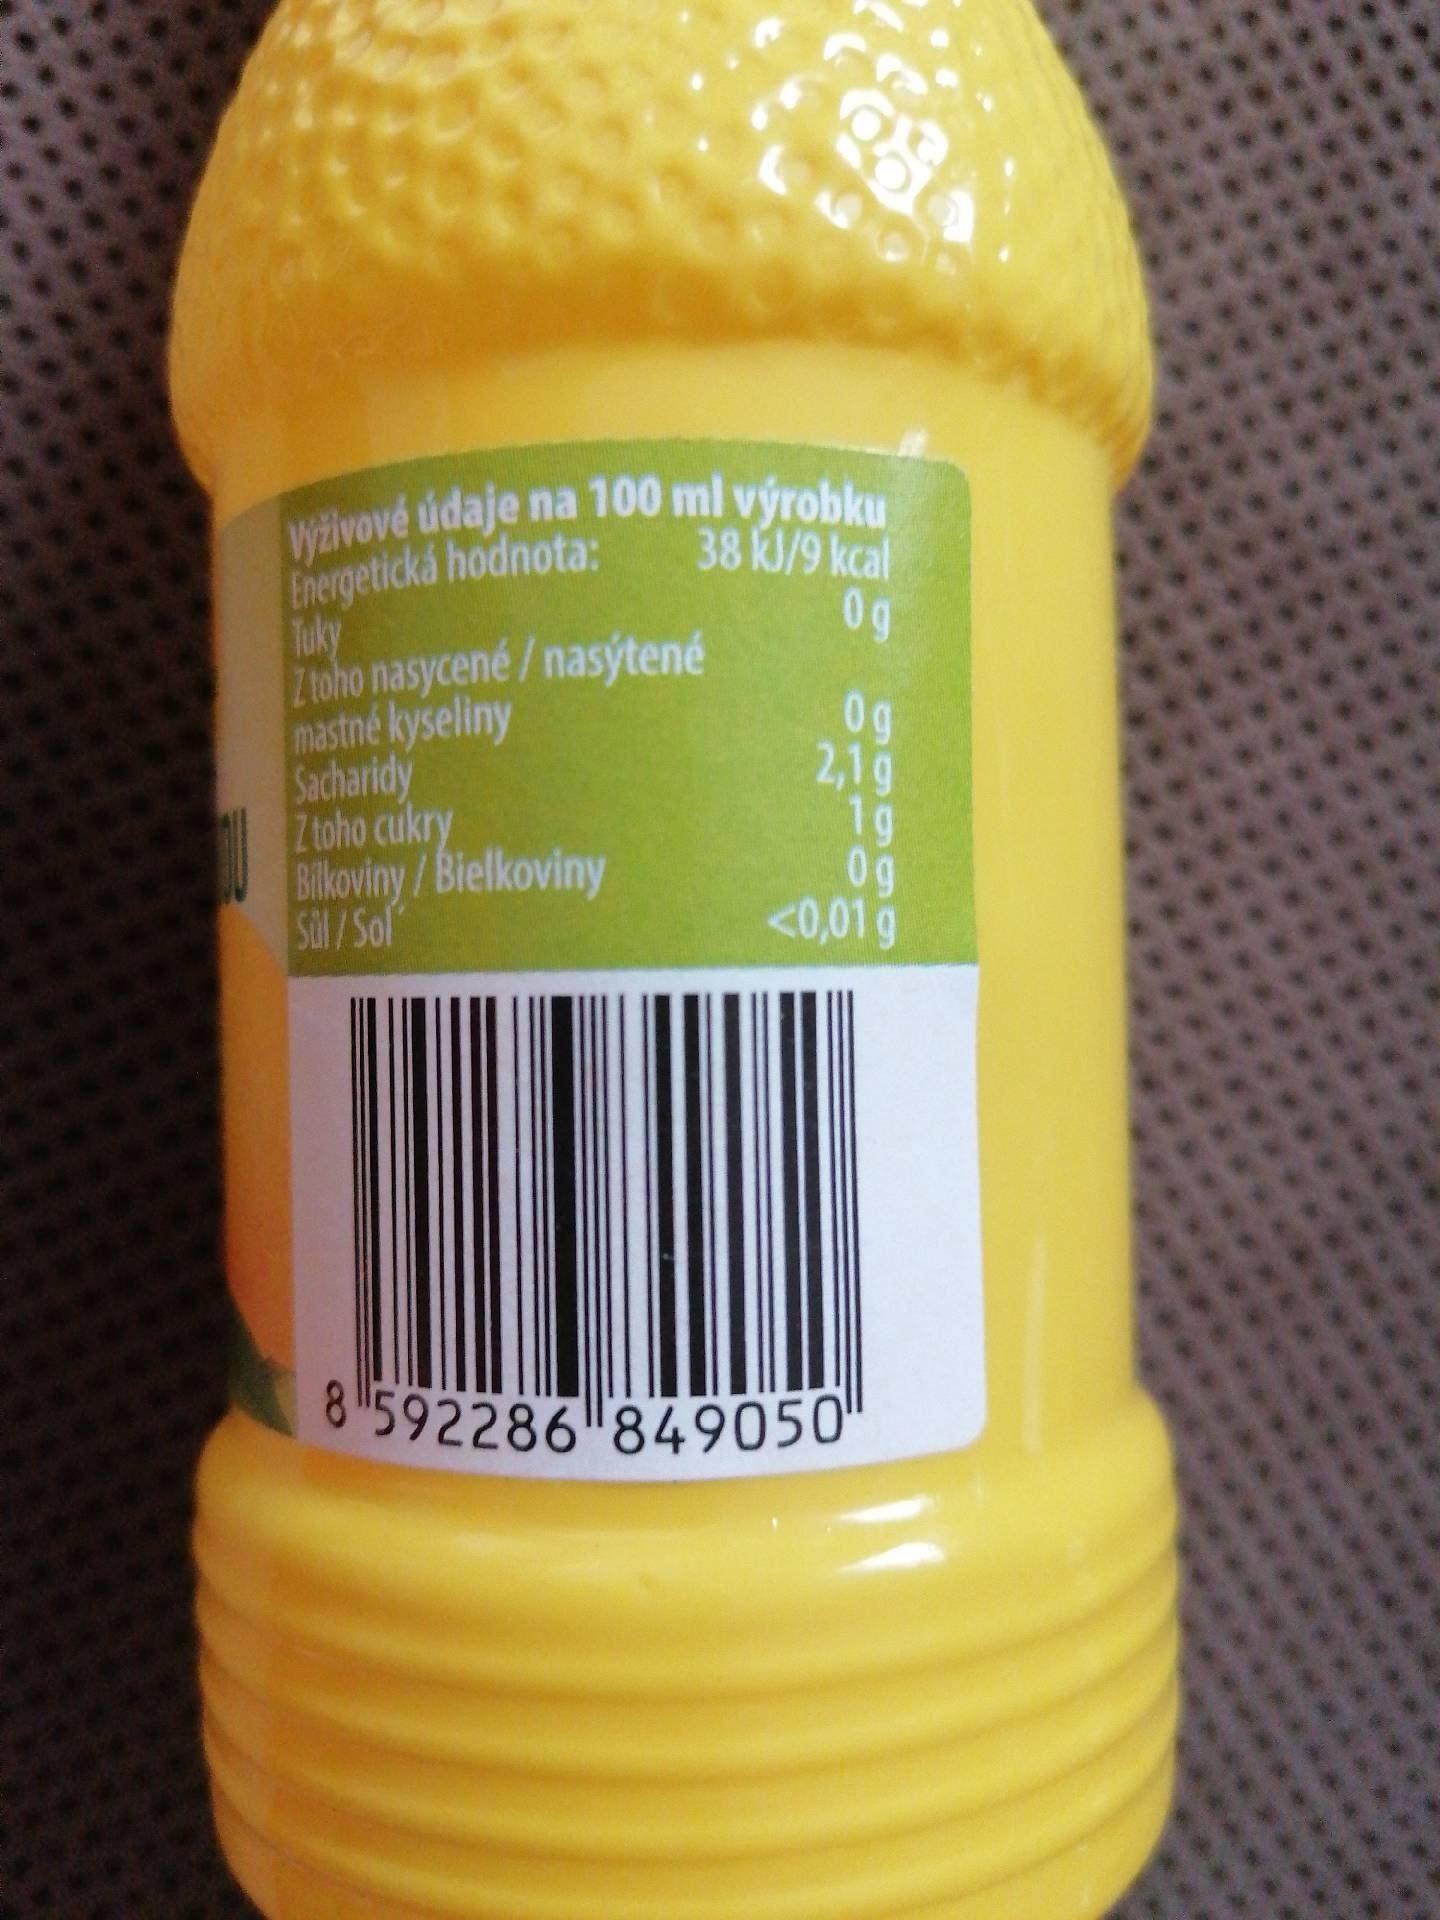 Výživové údaje na 100 ml výrobku
Energetická hodnota: 38 kJ/9 kcal
Tuky 0 g
Z toho nasycené / nasýtené
mastné kyseliny 0 g
Sacharidy 2,1 g
Z toho cukry 1 g
Bílkoviny / Bielkoviny 0 g
Sůl / Soľ <0,01 g
8 592286 849050